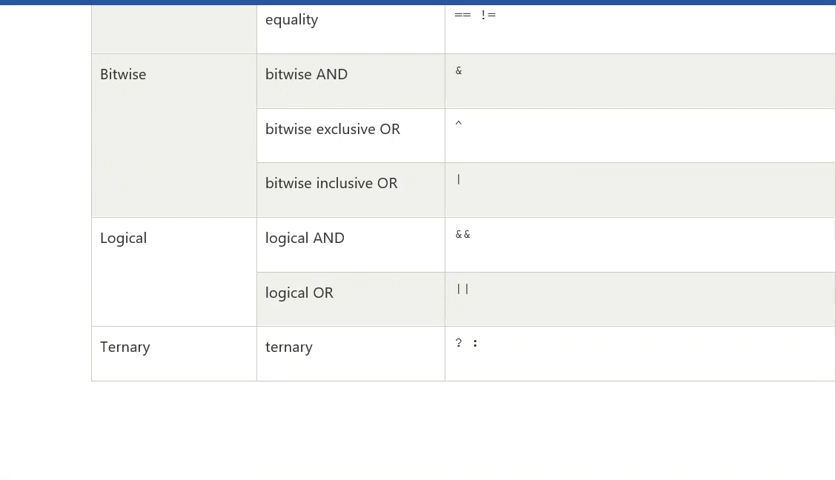 equality == !=
Bitwise bitwise AND &
bitwise exclusive OR ^
bitwise inclusive OR |
Logical logical AND &&
logical OR ||
Ternary ternary ? :